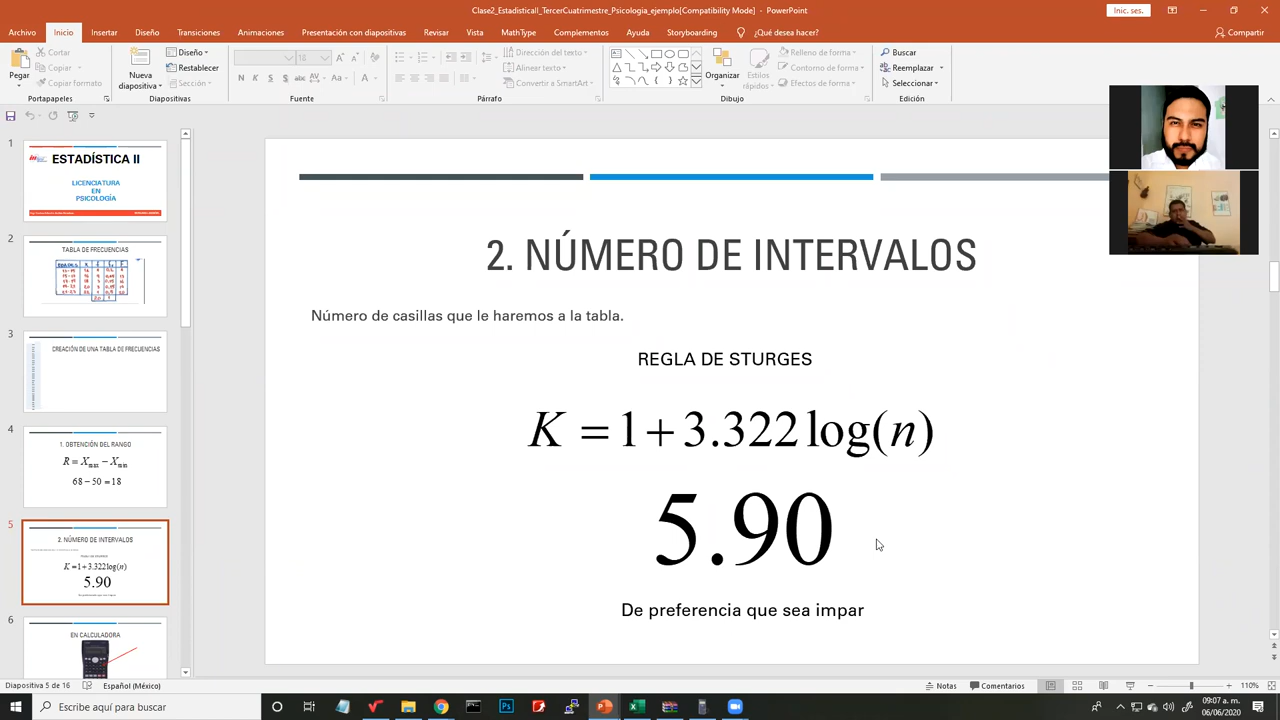 Clase2_EstadisticaII_TercerCuatrimestre_Psicologia_ejemplo[Compatibility Mode] - PowerPoint
Inic. ses.
Archivo Inicio Insertar Diseño Transiciones Animaciones Presentación con diapositivas Revisar Vista MathType Complementos Ayuda Storyboarding ¿Qué desea hacer? Compartir
Pegar
Cortar
Copiar
Copiar formato
Portapapeles
Nueva diapositiva
Diseño
Restablecer
Sección
Diapositivas
18
N K S S abc AV Aa A
Fuente
Párrafo
Dirección del texto
Alinear texto
Convertir a SmartArt
Organizar
Estilos rápidos
Relleno de forma
Contorno de forma
Efectos de forma
Dibujo
Buscar
Reemplazar
Seleccionar
Edición
1
ESTADÍSTICA II
LICENCIATURA
EN
PSICOLOGÍA
2
TABLA DE FRECUENCIAS
3
CREACIÓN DE UNA TABLA DE FRECUENCIAS
4
1. OBTENCIÓN DEL RANGO
R = Xmax − Xmin
68 − 50 = 18
5
2. NÚMERO DE INTERVALOS
K = 1 + 3.322 log(n)
5.90
6
EN CALCULADORA
2. NÚMERO DE INTERVALOS
Número de casillas que le haremos a la tabla.
REGLA DE STURGES
K = 1 + 3.322 log(n)
5.90
De preferencia que sea impar
Diapositiva 5 de 16 Español (México) Notas Comentarios 110%
Escribe aquí para buscar
09:07 a. m.
06/06/2020